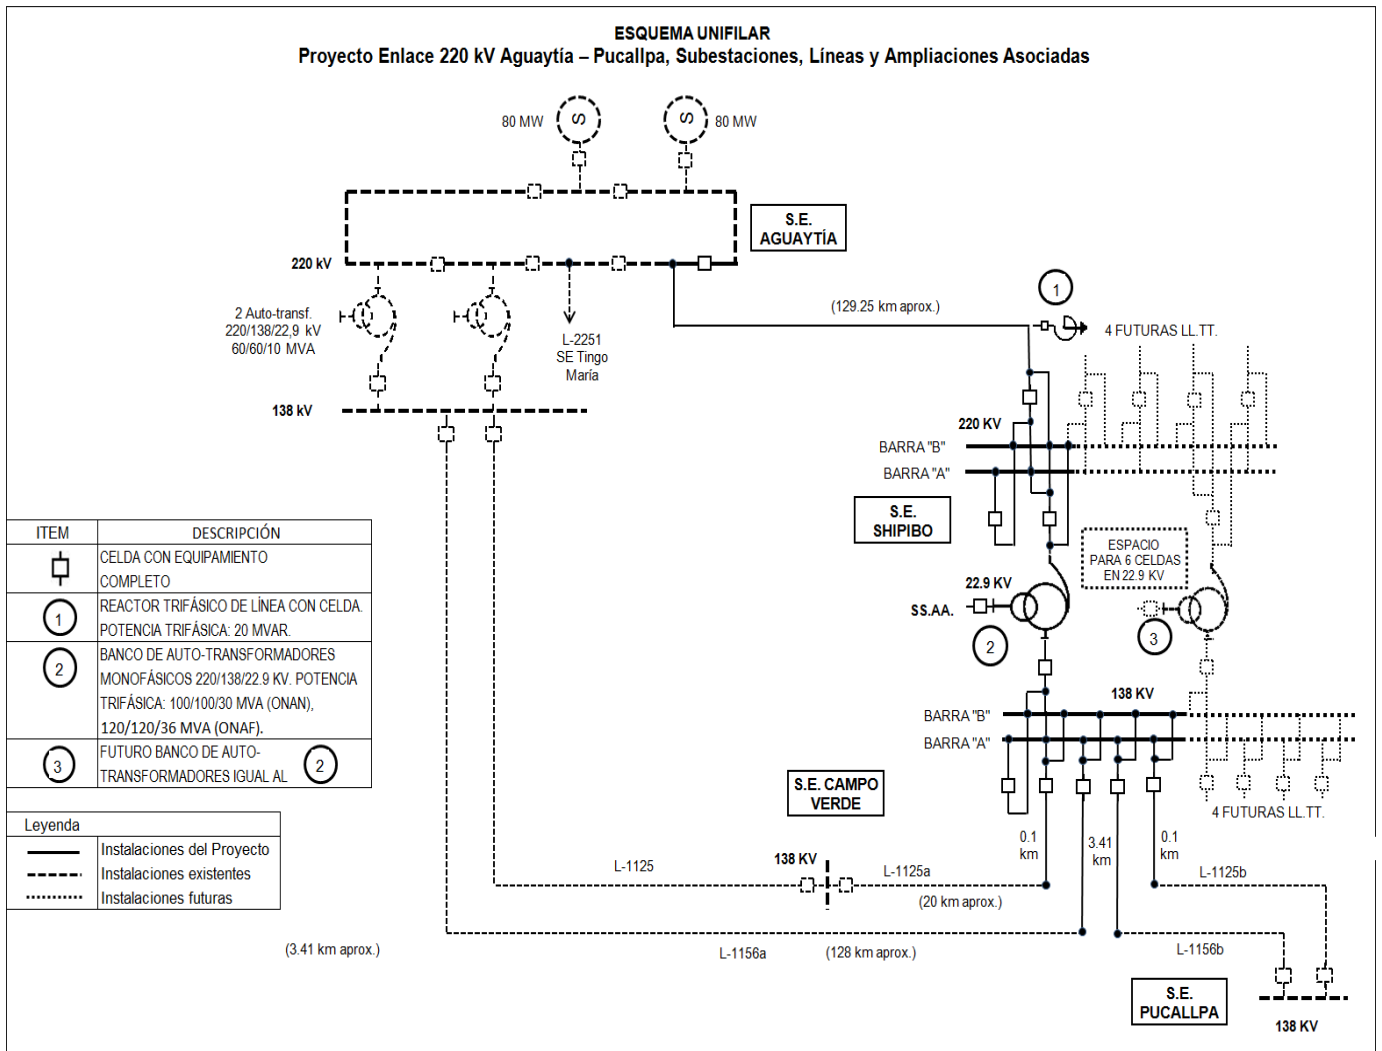 ESQUEMA UNIFILAR
Proyecto Enlace 220 kV Aguaytía – Pucallpa, Subestaciones, Líneas y Ampliaciones Asociadas
80 MW
S
S
80 MW
S.E.
AGUAYTÍA
220 kV
2 Auto-transf.
220/138/22,9 kV
60/60/10 MVA
L-2251
SE Tingo
María
(129.25 km aprox.)
1
4 FUTURAS LL.TT.
138 kV
220 KV
BARRA "B"
BARRA "A"
S.E.
SHIPIBO
ESPACIO
PARA 6 CELDAS
EN 22.9 KV
22.9 KV
SS.AA.
2
3
138 KV
BARRA "B"
BARRA "A"
S.E. CAMPO
VERDE
4 FUTURAS LL.TT.
0.1
km
3.41
km
0.1
km
138 KV
L-1125
L-1125a
L-1125b
(20 km aprox.)
(3.41 km aprox.)
L-1156a
(128 km aprox.)
L-1156b
S.E.
PUCALLPA
138 KV
ITEM DESCRIPCIÓN
CELDA CON EQUIPAMIENTO
COMPLETO
1 REACTOR TRIFÁSICO DE LÍNEA CON CELDA.
POTENCIA TRIFÁSICA: 20 MVAR.
2 BANCO DE AUTO-TRANSFORMADORES
MONOFÁSICOS 220/138/22.9 KV. POTENCIA
TRIFÁSICA: 100/100/30 MVA (ONAN),
120/120/36 MVA (ONAF).
3 FUTURO BANCO DE AUTO-
TRANSFORMADORES IGUAL AL 2
Leyenda
Instalaciones del Proyecto
Instalaciones existentes
Instalaciones futuras